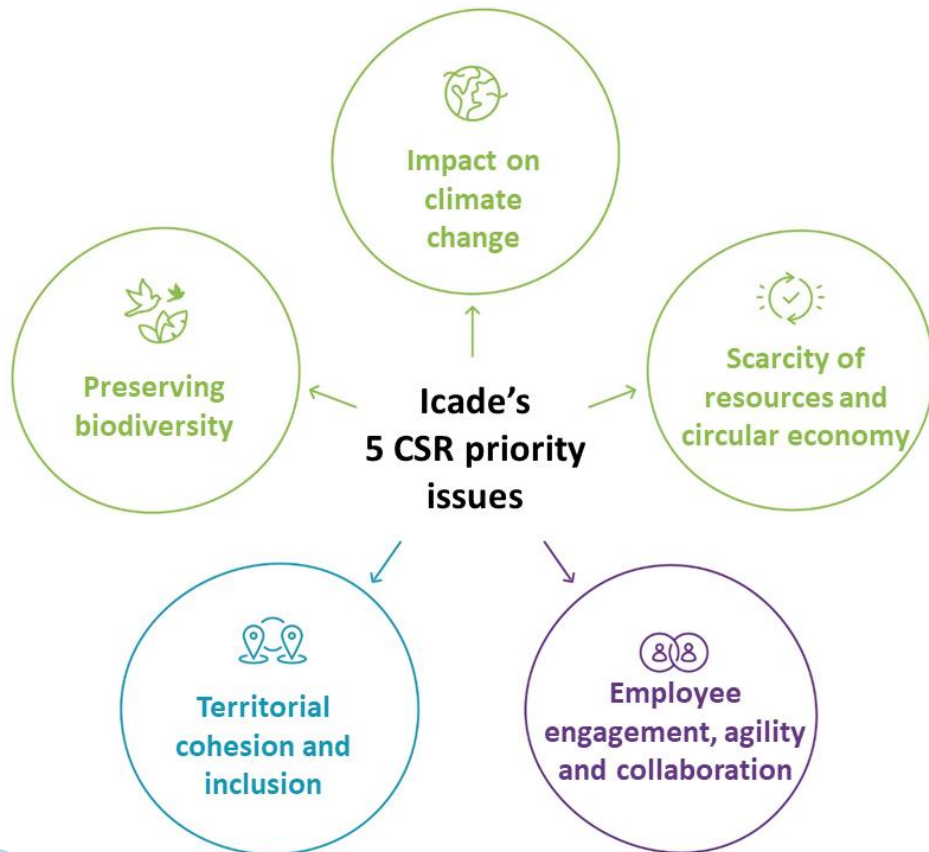 Impact on
climate
change
Preserving
biodiversity
Scarcity of
resources and
circular economy
Icade's
5 CSR priority
issues
Territorial
cohesion and
inclusion
Employee
engagement, agility
and collaboration